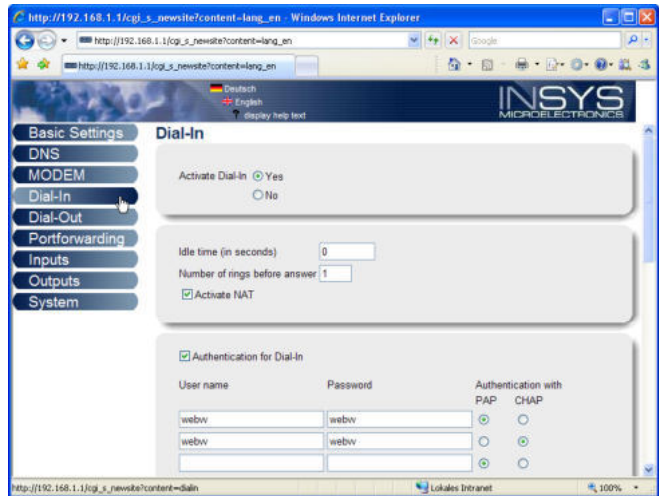 http://192.168.1.1/cgi_s_newsite?content=lang_en - Windows Internet Explorer
http://192.168.1.1/cgi_s_newsite?content=lang_en
Google
http://192.168.1.1/cgi_s_newsite?content=lang_en
Deutsch
English
display help text
INSYS
MICROELECTRONICS
Basic Settings
DNS
MODEM
Dial-In
Dial-Out
Portforwarding
Inputs
Outputs
System
Dial-In
Activate Dial-In Yes
No
Idle time (in seconds) 0
Number of rings before answer 1
Activate NAT
Authentication for Dial-In
User name Password Authentication with
PAP CHAP
webvv webvv
webvv webvv
http://192.168.1.1/cgi_s_newsite?content=dialin Lokales Intranet 100%